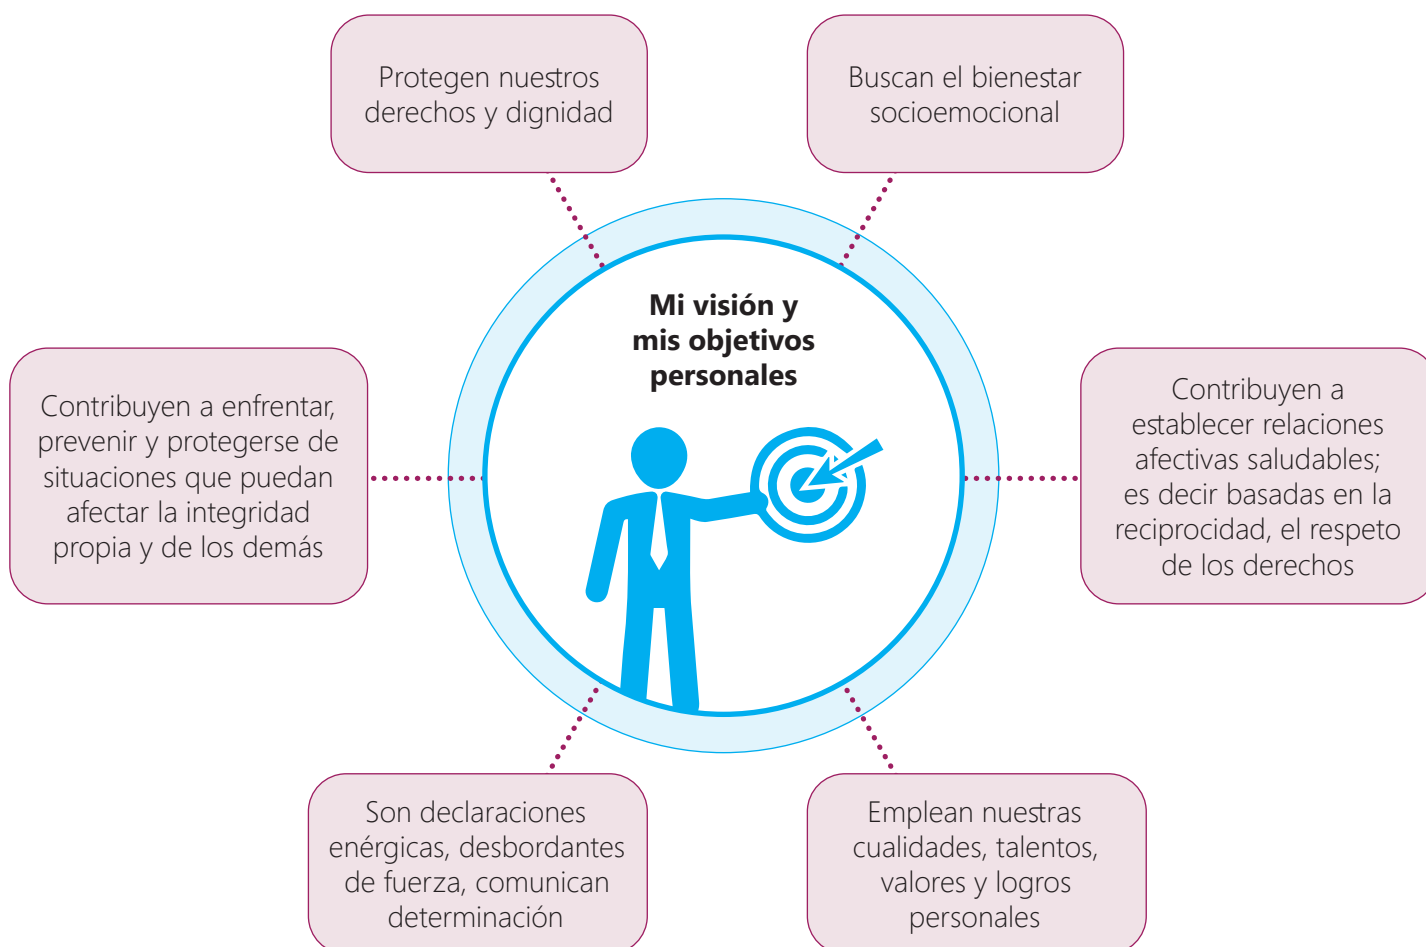 Protegen nuestros
derechos y dignidad
Buscan el bienestar
socioemocional
Mi visión y
mis objetivos
personales
Contribuyen a enfrentar,
prevenir y protegerse de
situaciones que puedan
afectar la integridad
propia y de los demás
Contribuyen a
establecer relaciones
afectivas saludables;
es decir basadas en la
reciprocidad, el respeto
de los derechos
Son declaraciones
enérgicas, desbordantes
de fuerza, comunican
determinación
Emplean nuestras
cualidades, talentos,
valores y logros
personales